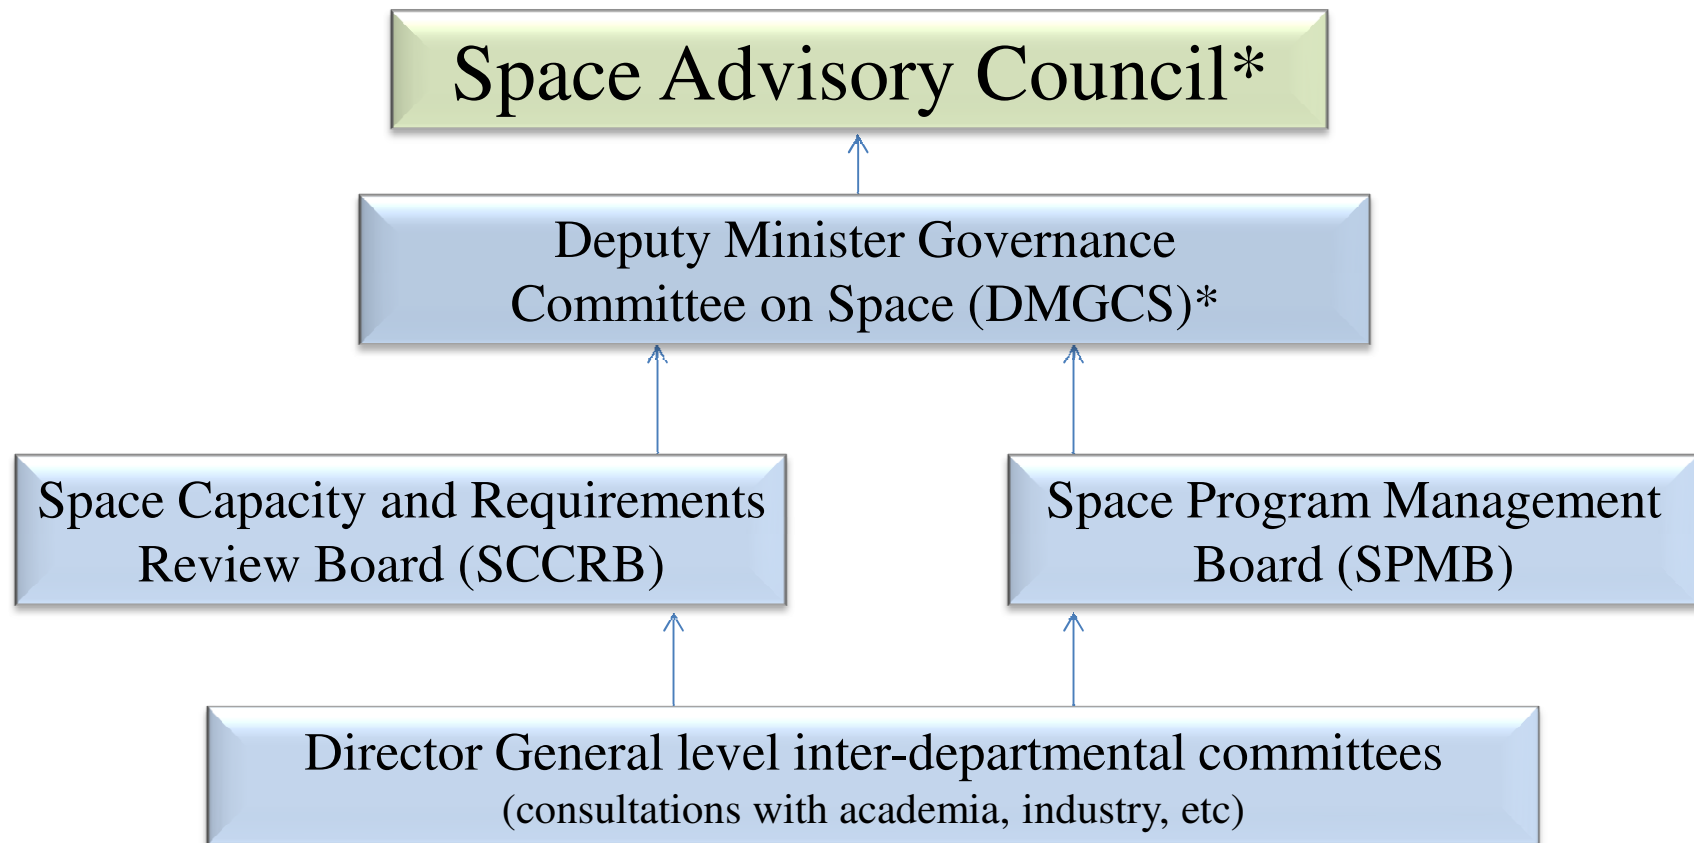 Space Advisory Council*
Deputy Minister Governance
Committee on Space (DMGCS)*
Space Capacity and Requirements
Review Board (SCCRB)
Space Program Management
Board (SPMB)
Director General level inter-departmental committees
(consultations with academia, industry, etc)